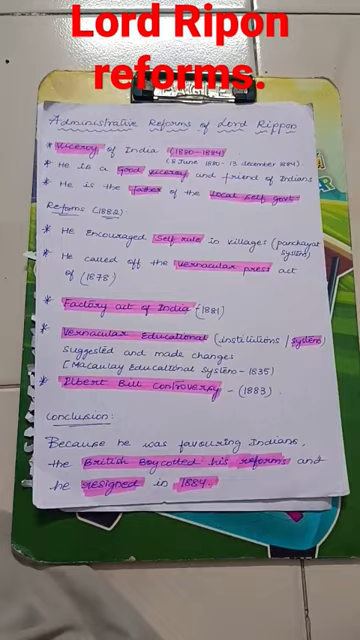 Lord Ripon
reforms.
Administrative Reforms of Lord Rippon
* Viceroy of India (1880-1884)
(8 June 1880 - 13 december 1884).
* He is a good viceroy and friend of Indians
* He is the father of the local self govt.
Reforms (1882)
* He Encouraged Self rule in villages (panchayat
system)
* He called off the vernacular press act
of (1878)
* Factory act of India - (1881)
* Vernacular Educational (institutions / system)
suggested and made changes
[Macaulay Educational system - 1835)
* Ilbert Bill Controversy - (1883).
Conclusion:
Because he was favouring Indians,
the British Boycotted his reforms and
he resigned in 1884.